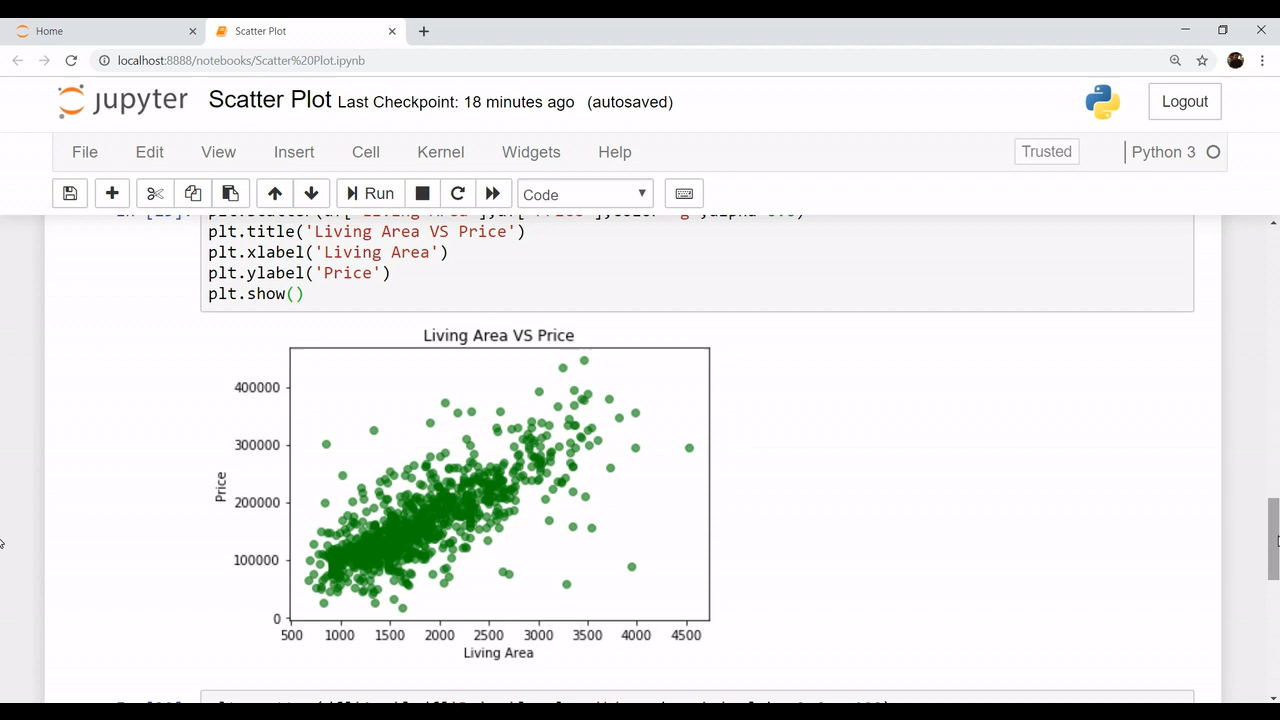 Home
Scatter Plot
localhost:8888/notebooks/Scatter%20Plot.ipynb
jupyter Scatter Plot Last Checkpoint: 18 minutes ago (autosaved)
Logout
File Edit View Insert Cell Kernel Widgets Help
Trusted
Python 3
Run
Code
plt.title('Living Area VS Price')
plt.xlabel('Living Area')
plt.ylabel('Price')
plt.show()
Living Area VS Price
400000
300000
200000
100000
0
Price
500 1000 1500 2000 2500 3000 3500 4000 4500
Living Area